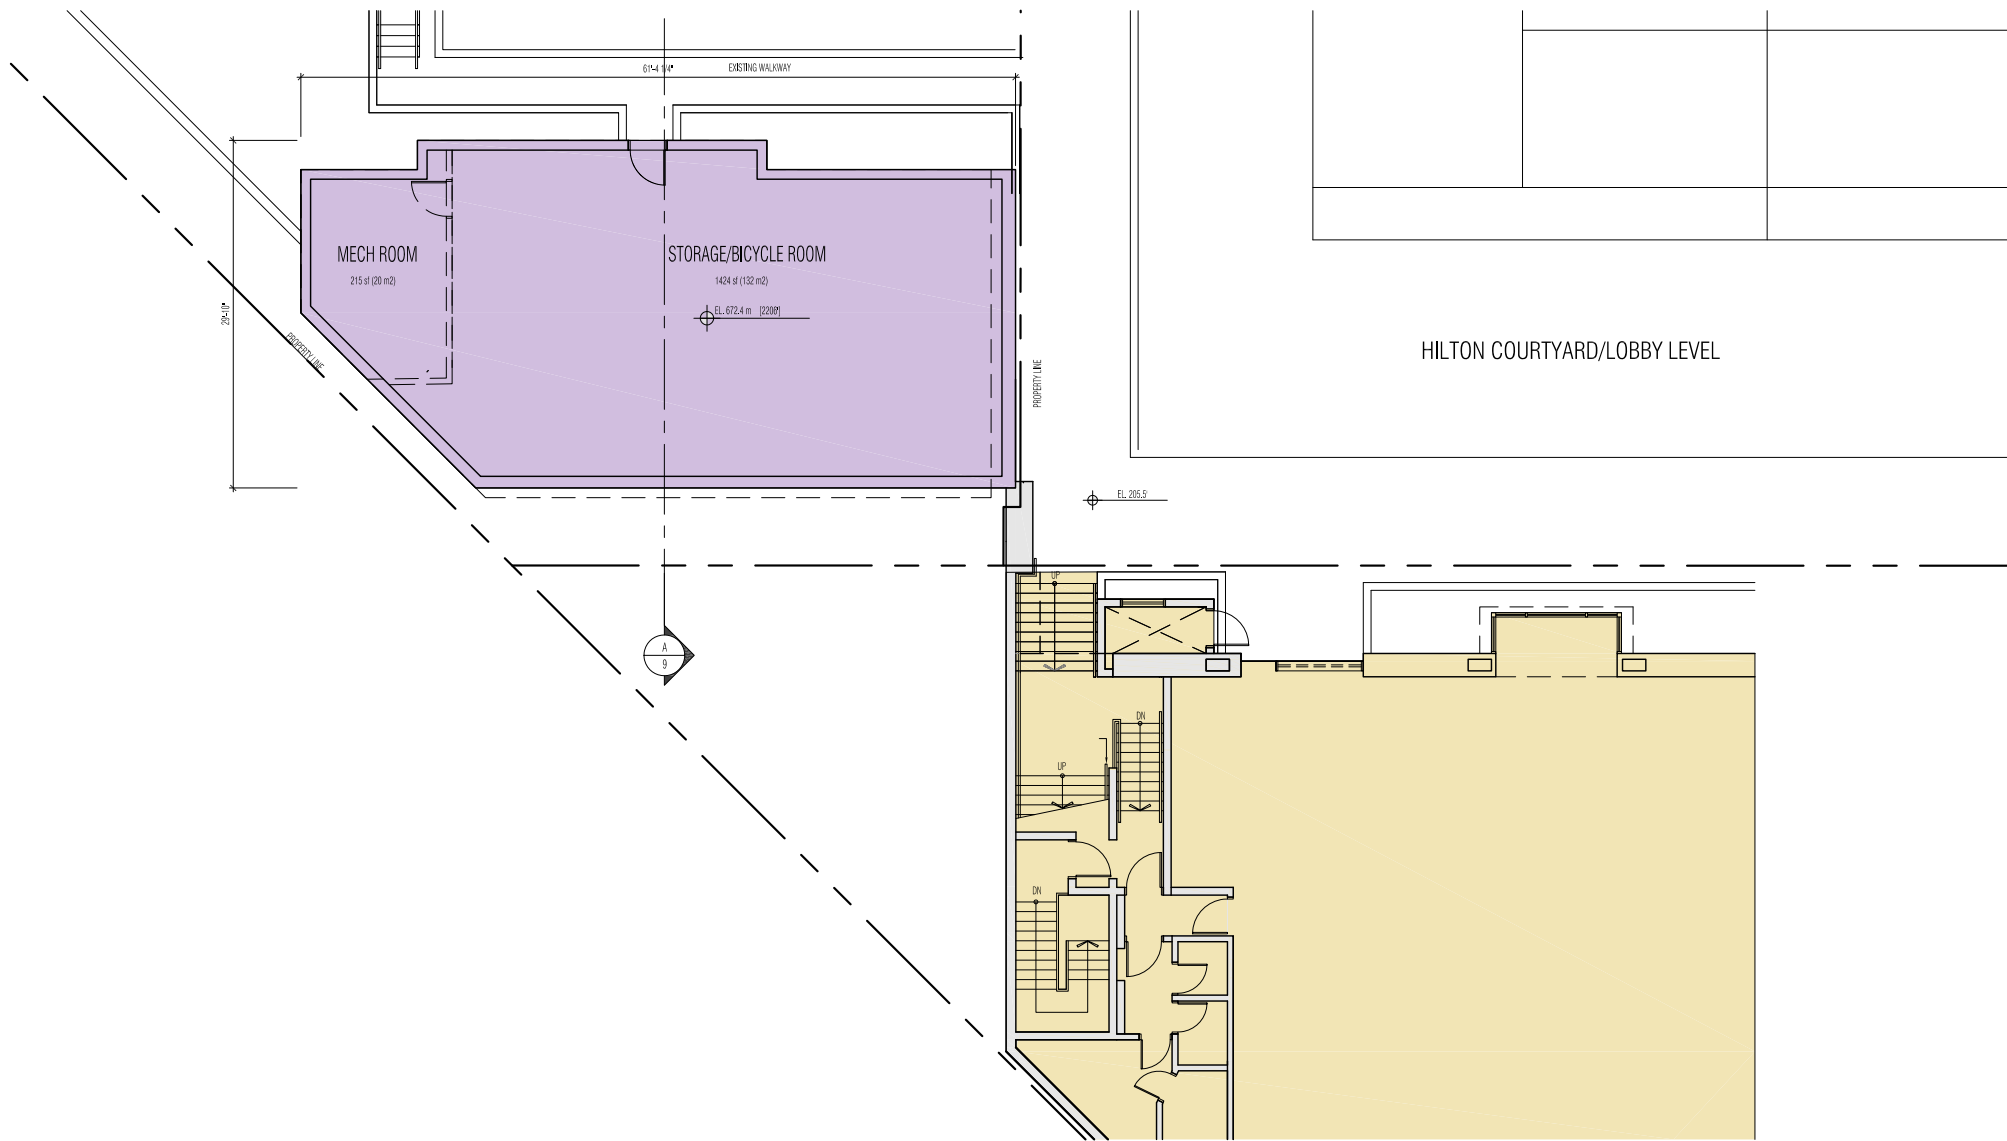 61'-4 1/4"
EXISTING WALKWAY
MECH ROOM
215 sf (20 m2)
STORAGE/BICYCLE ROOM
1424 sf (132 m2)
EL. 672.4 m [2206']
29'-10"
PROPERTY LINE
PROPERTY LINE
HILTON COURTYARD/LOBBY LEVEL
EL. 205.5'
UP
A
9
DN
UP
DN